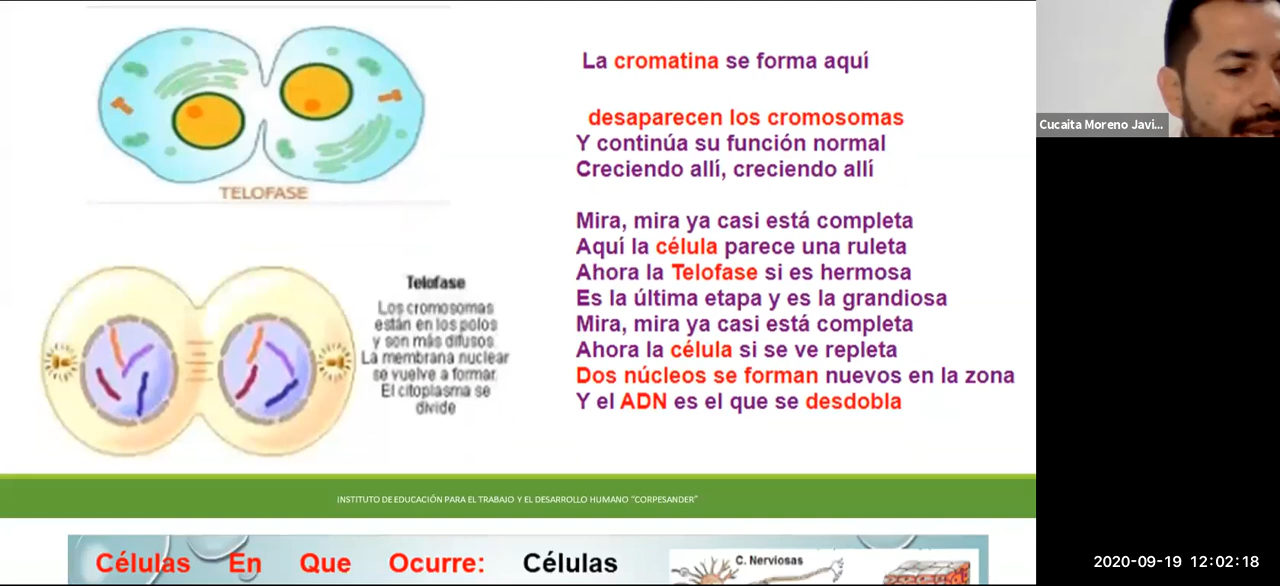 TELOFASE
Telofase
Los cromosomas
están en los polos
y son más difusos.
La membrana nuclear
se vuelve a formar.
El citoplasma se
divide
La cromatina se forma aquí
desaparecen los cromosomas
Y continúa su función normal
Creciendo allí, creciendo allí
Mira, mira ya casi está completa
Aquí la célula parece una ruleta
Ahora la Telofase si es hermosa
Es la última etapa y es la grandiosa
Mira, mira ya casi está completa
Ahora la célula si se ve repleta
Dos núcleos se forman nuevos en la zona
Y el ADN es el que se desdobla
INSTITUTO DE EDUCACIÓN PARA EL TRABAJO Y EL DESARROLLO HUMANO “CORPESANDER”
Células En Que Ocurre: Células
C. Nerviosas
Cucaita Moreno Javi...
2020-09-19 12:02:18